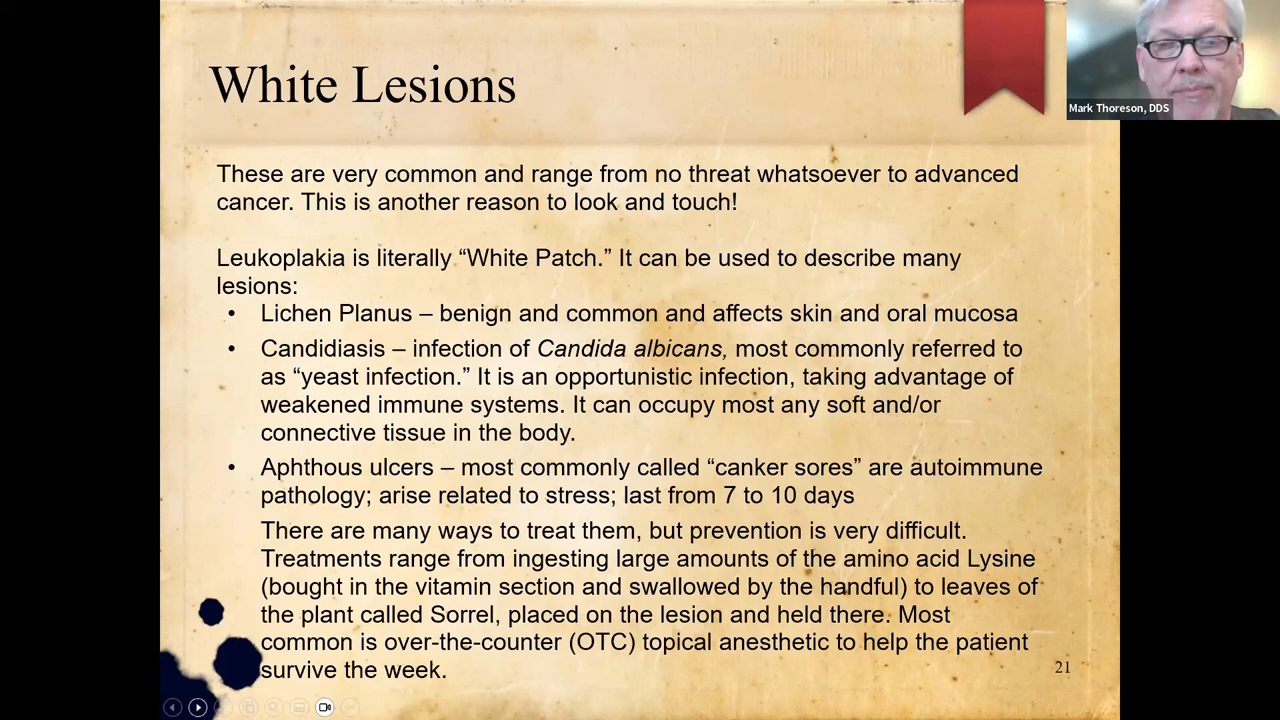 White Lesions
Mark Thoreson, DDS
These are very common and range from no threat whatsoever to advanced
cancer. This is another reason to look and touch!
Leukoplakia is literally “White Patch.” It can be used to describe many
lesions:
• Lichen Planus – benign and common and affects skin and oral mucosa
• Candidiasis – infection of Candida albicans, most commonly referred to
as “yeast infection.” It is an opportunistic infection, taking advantage of
weakened immune systems. It can occupy most any soft and/or
connective tissue in the body.
• Aphthous ulcers – most commonly called “canker sores” are autoimmune
pathology; arise related to stress; last from 7 to 10 days
There are many ways to treat them, but prevention is very difficult.
Treatments range from ingesting large amounts of the amino acid Lysine
(bought in the vitamin section and swallowed by the handful) to leaves of
the plant called Sorrel, placed on the lesion and held there. Most
common is over-the-counter (OTC) topical anesthetic to help the patient
survive the week.
21